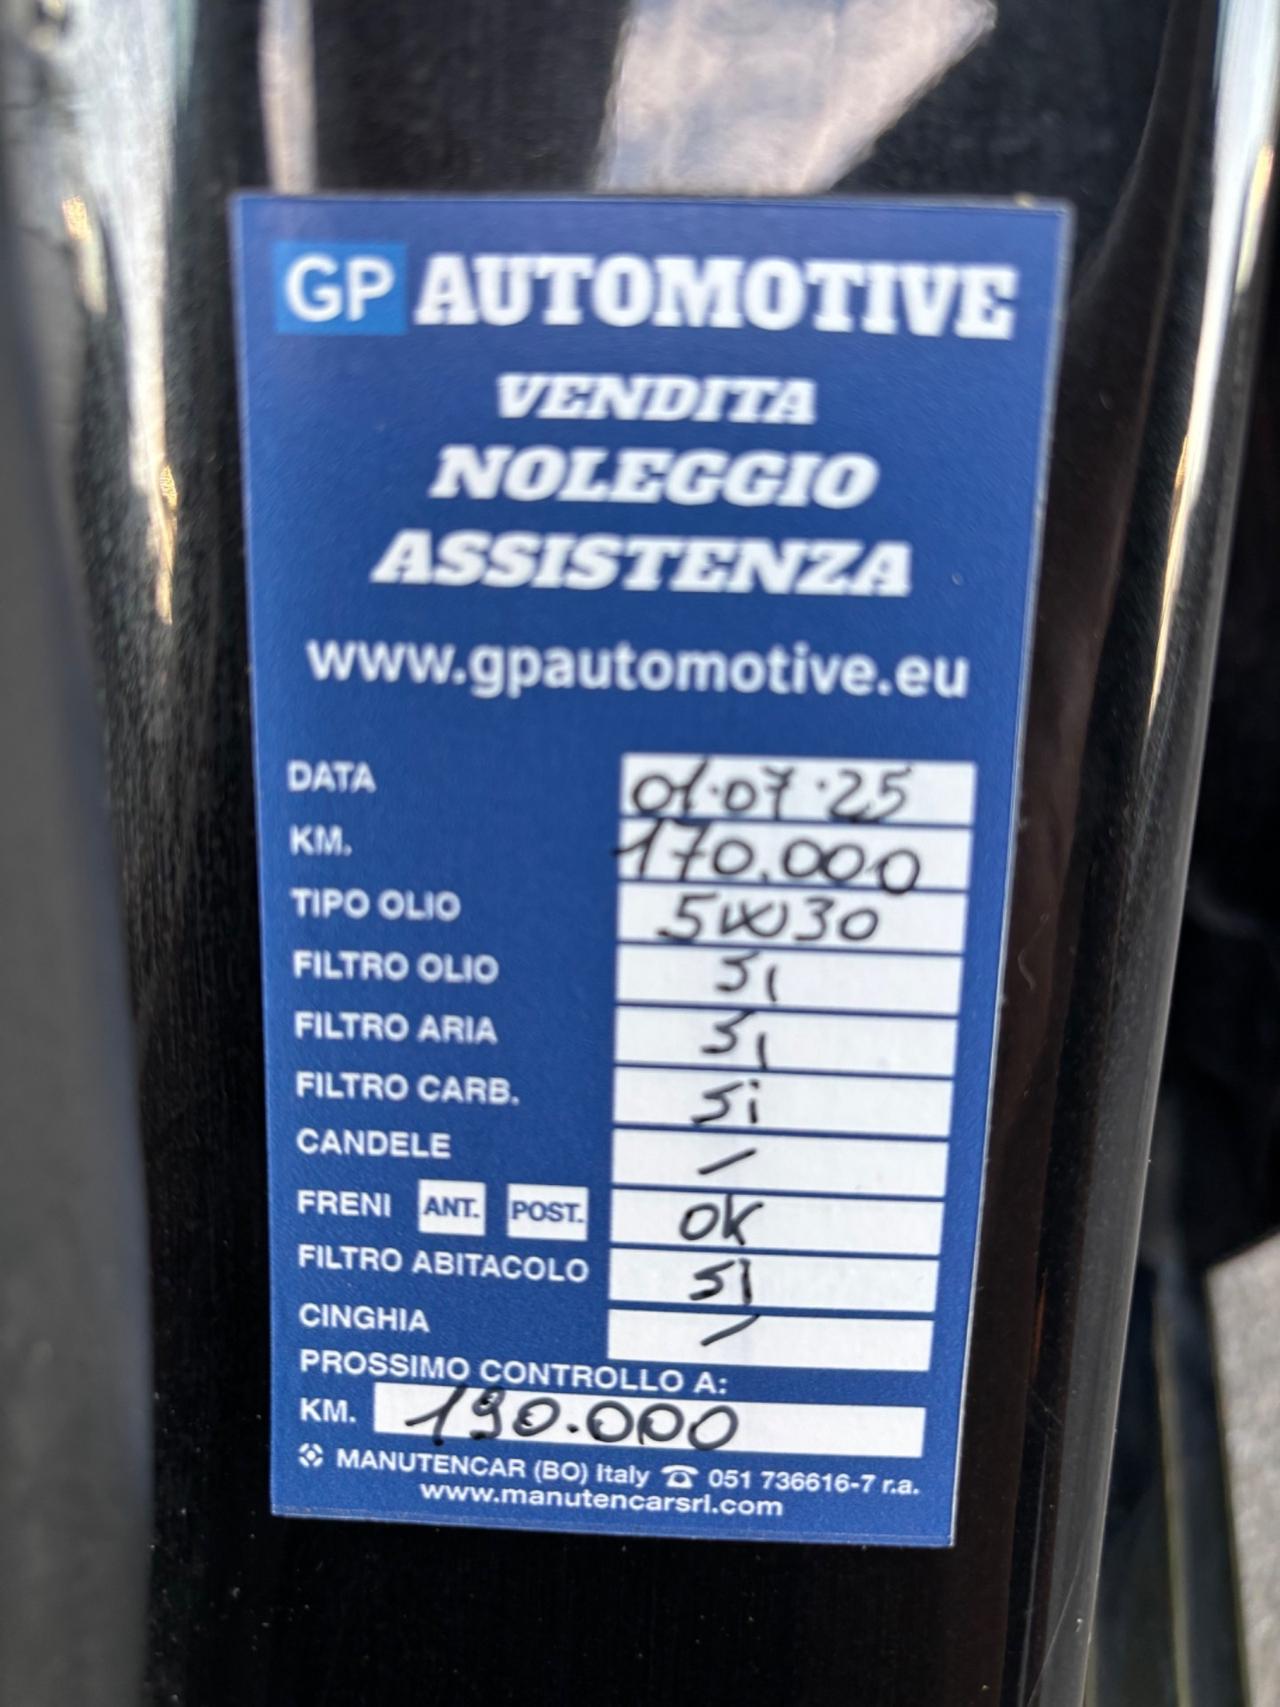 GP AUTOMOTIVE
VENDITA
NOLEGGIO
ASSISTENZA
www.gpautomotive.eu
DATA 01.07.25
KM. 170.000
TIPO OLIO 5W30
FILTRO OLIO Si
FILTRO ARIA Si
FILTRO CARB. Si
CANDELE /
FRENI ANT. POST. OK
FILTRO ABITACOLO Si
CINGHIA /
PROSSIMO CONTROLLO A:
KM. 190.000
MANUTENCAR (BO) Italy ☎ 051 736616-7 r.a.
www.manutencarsrl.com